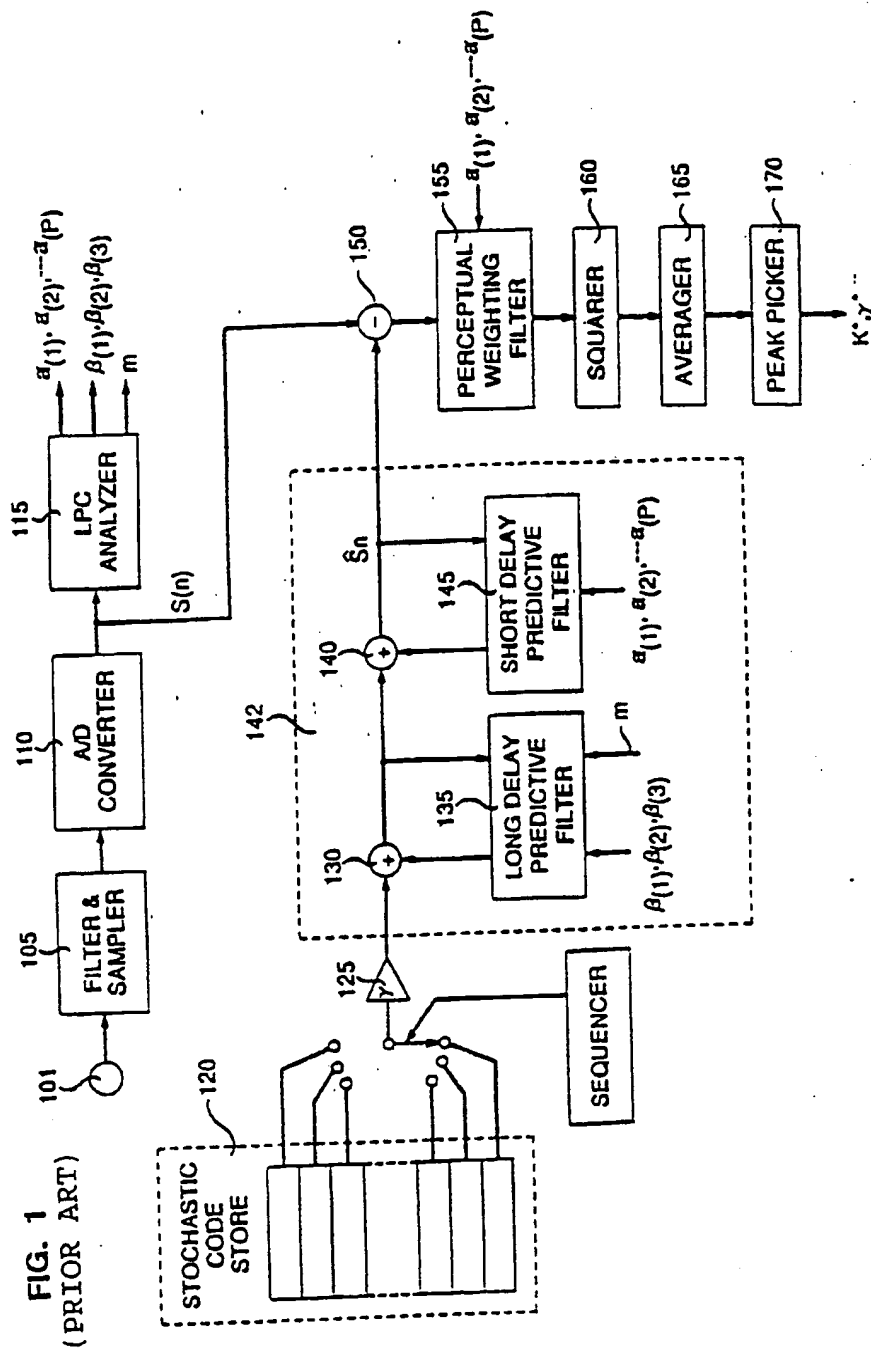 FIG. 1
(PRIOR ART)
101
105
FILTER &
SAMPLER
110
A/D
CONVERTER
115
LPC
ANALYZER
a(1), a(2),---a(P)
β(1),β(2),β(3)
m
S(n)
120
STOCHASTIC
CODE
STORE
SEQUENCER
γ
125
142
130
+
135
LONG DELAY
PREDICTIVE
FILTER
β(1),β(2),β(3)
m
140
+
Ŝn
145
SHORT DELAY
PREDICTIVE
FILTER
a(1), a(2),---a(P)
150
-
155
PERCEPTUAL
WEIGHTING
FILTER
a(1), a(2),---a(P)
160
SQUARER
165
AVERAGER
170
PEAK PICKER
K*,γ*